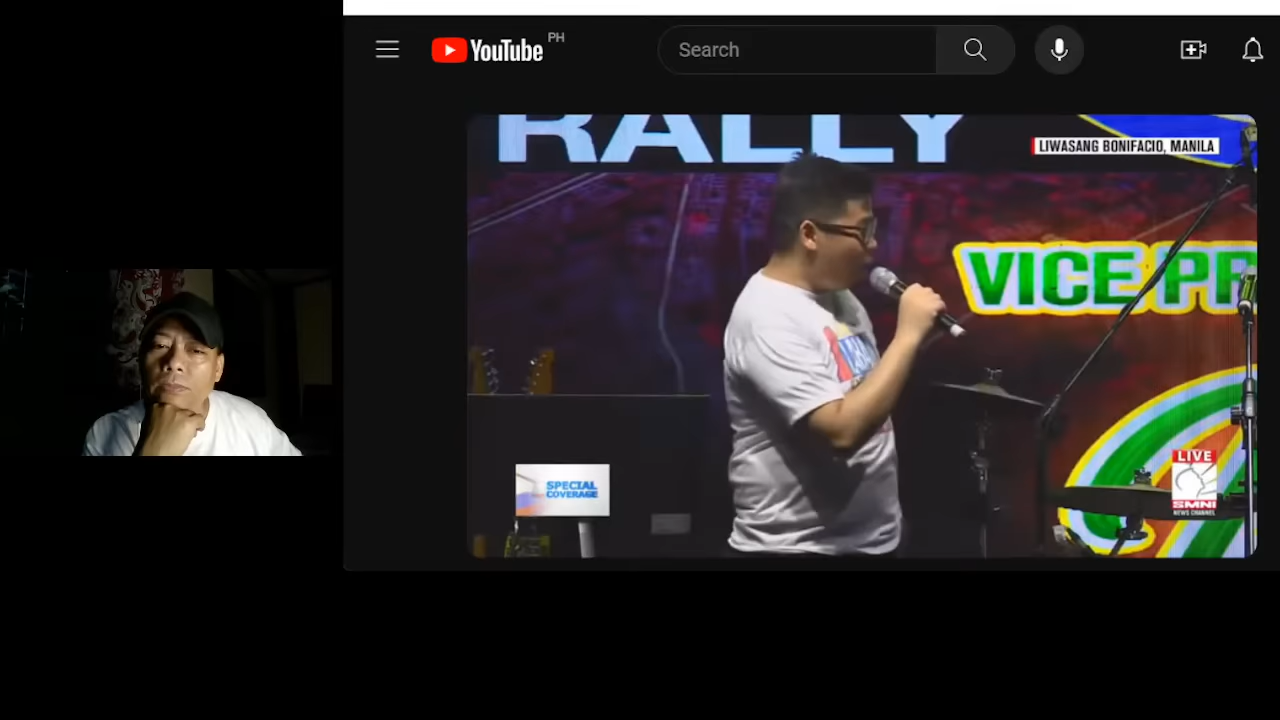 YouTube PH
Search
RALLY
LIWASANG BONIFACIO, MANILA
VICE PR
SPECIAL
COVERAGE
LIVE
SMNI
NEWS CHANNEL